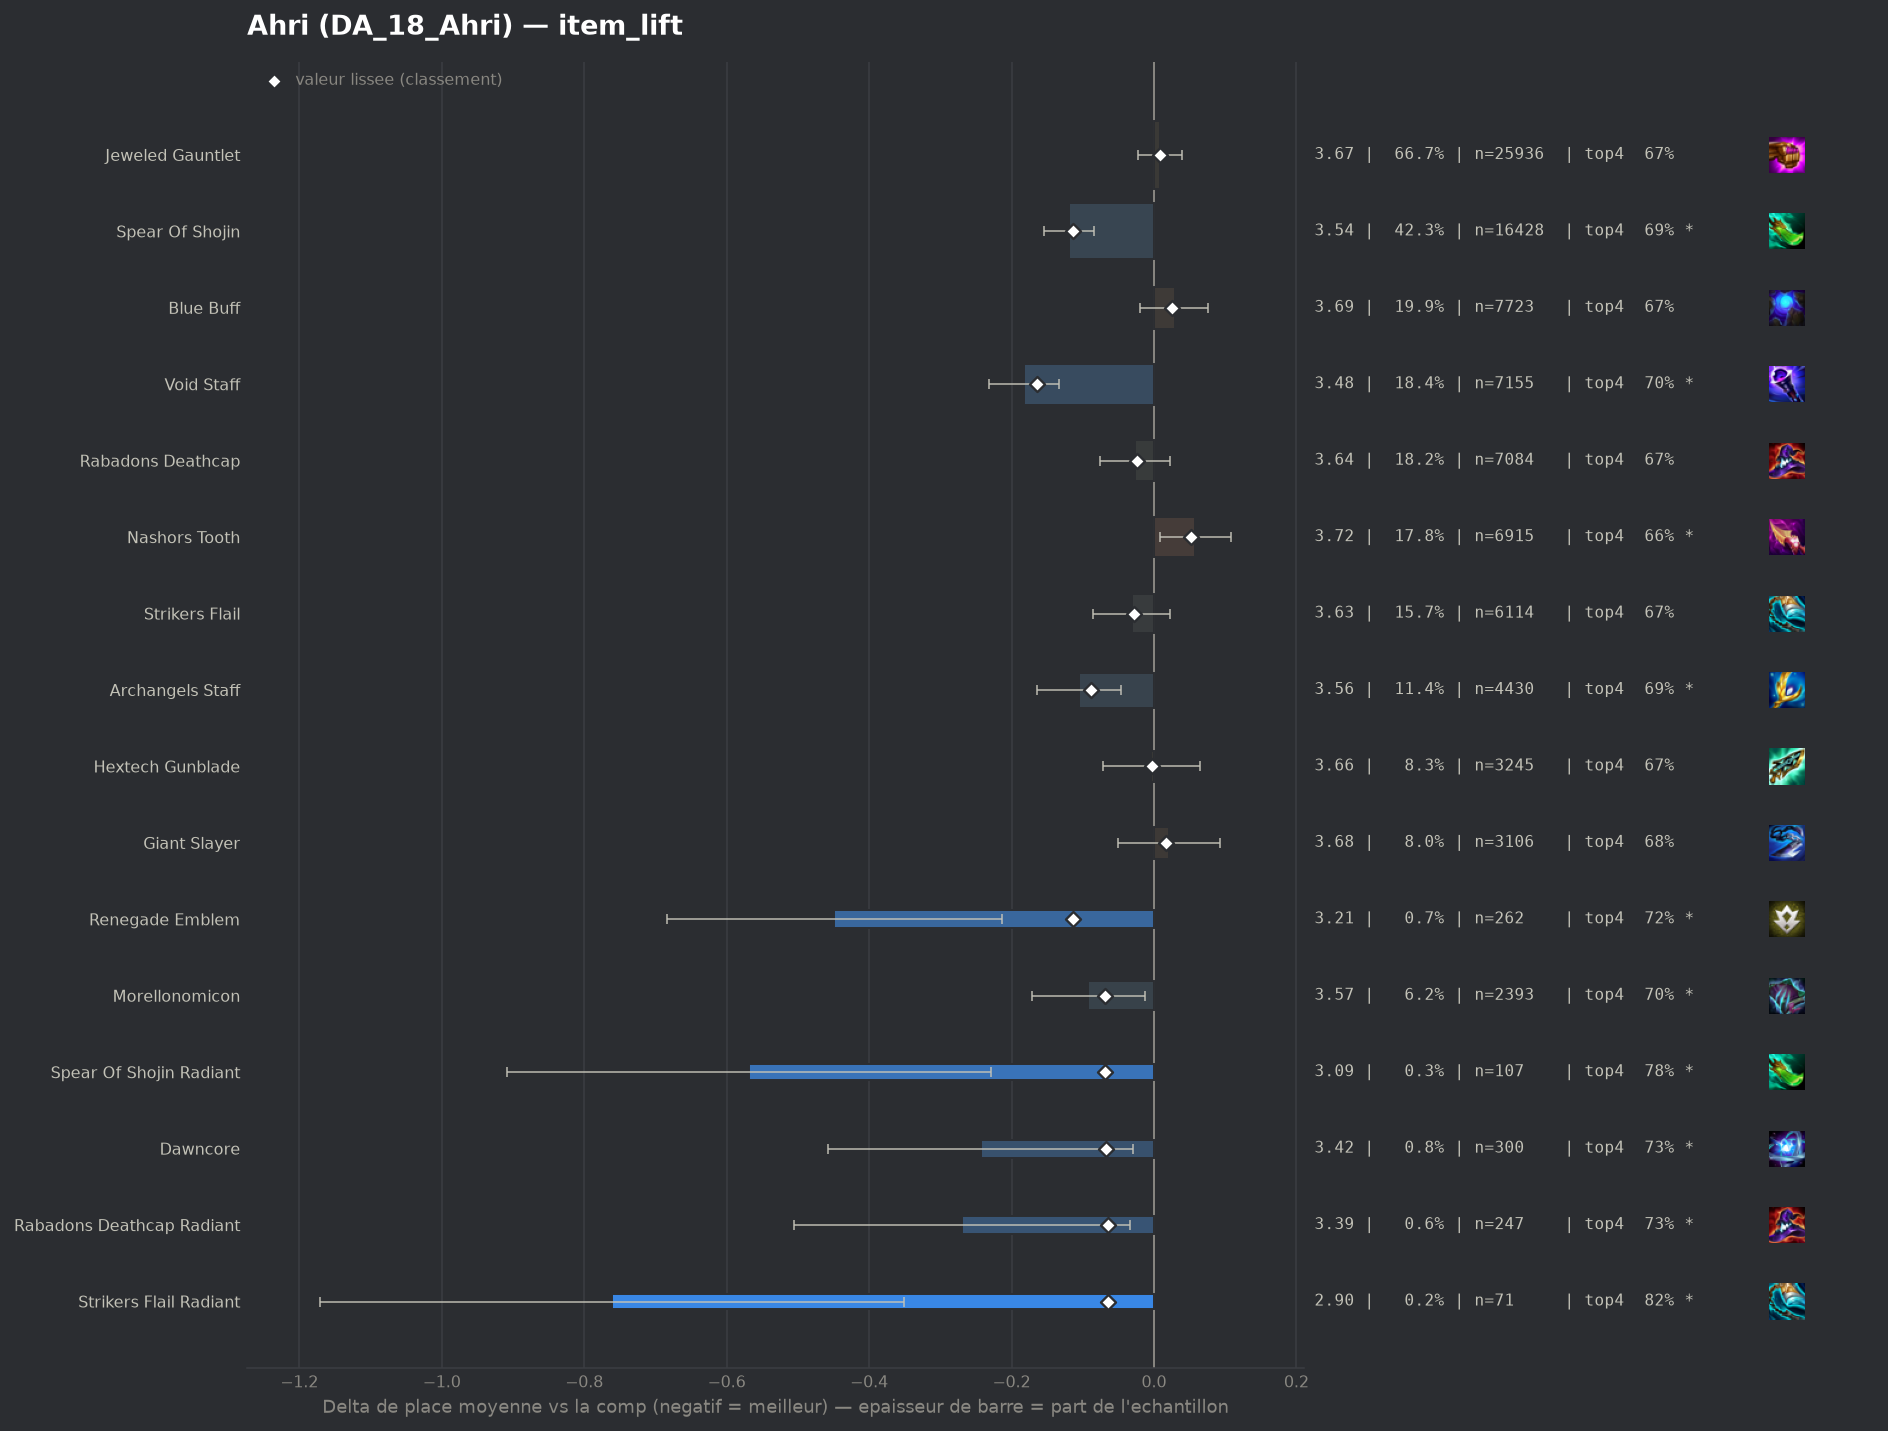 Ahri (DA_18_Ahri) — item_lift
valeur lissee (classement)
Jeweled Gauntlet 3.67 | 66.7% | n=25936 | top4 67%
Spear Of Shojin 3.54 | 42.3% | n=16428 | top4 69% *
Blue Buff 3.69 | 19.9% | n=7723 | top4 67%
Void Staff 3.48 | 18.4% | n=7155 | top4 70% *
Rabadons Deathcap 3.64 | 18.2% | n=7084 | top4 67%
Nashors Tooth 3.72 | 17.8% | n=6915 | top4 66% *
Strikers Flail 3.63 | 15.7% | n=6114 | top4 67%
Archangels Staff 3.56 | 11.4% | n=4430 | top4 69% *
Hextech Gunblade 3.66 | 8.3% | n=3245 | top4 67%
Giant Slayer 3.68 | 8.0% | n=3106 | top4 68%
Renegade Emblem 3.21 | 0.7% | n=262 | top4 72% *
Morellonomicon 3.57 | 6.2% | n=2393 | top4 70% *
Spear Of Shojin Radiant 3.09 | 0.3% | n=107 | top4 78% *
Dawncore 3.42 | 0.8% | n=300 | top4 73% *
Rabadons Deathcap Radiant 3.39 | 0.6% | n=247 | top4 73% *
Strikers Flail Radiant 2.90 | 0.2% | n=71 | top4 82% *
−1.2 −1.0 −0.8 −0.6 −0.4 −0.2 0.0 0.2
Delta de place moyenne vs la comp (negatif = meilleur) — epaisseur de barre = part de l'echantillon